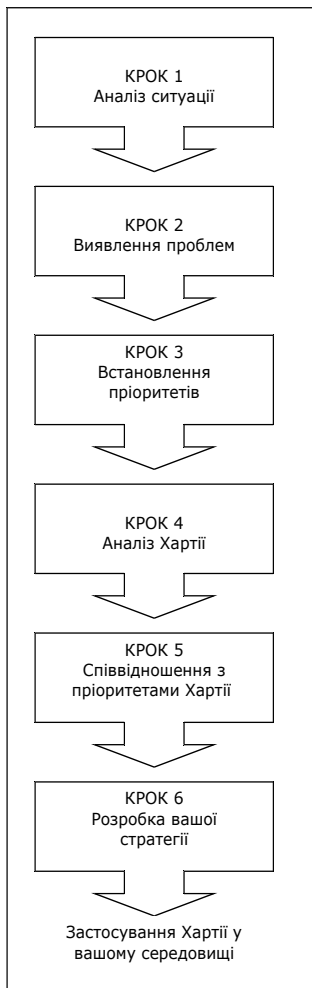 КРОК 1
Аналіз ситуації
КРОК 2
Виявлення проблем
КРОК 3
Встановлення
пріоритетів
КРОК 4
Аналіз Хартії
КРОК 5
Співвідношення з
пріоритетами Хартії
КРОК 6
Розробка вашої
стратегії
Застосування Хартії у
вашому середовищі